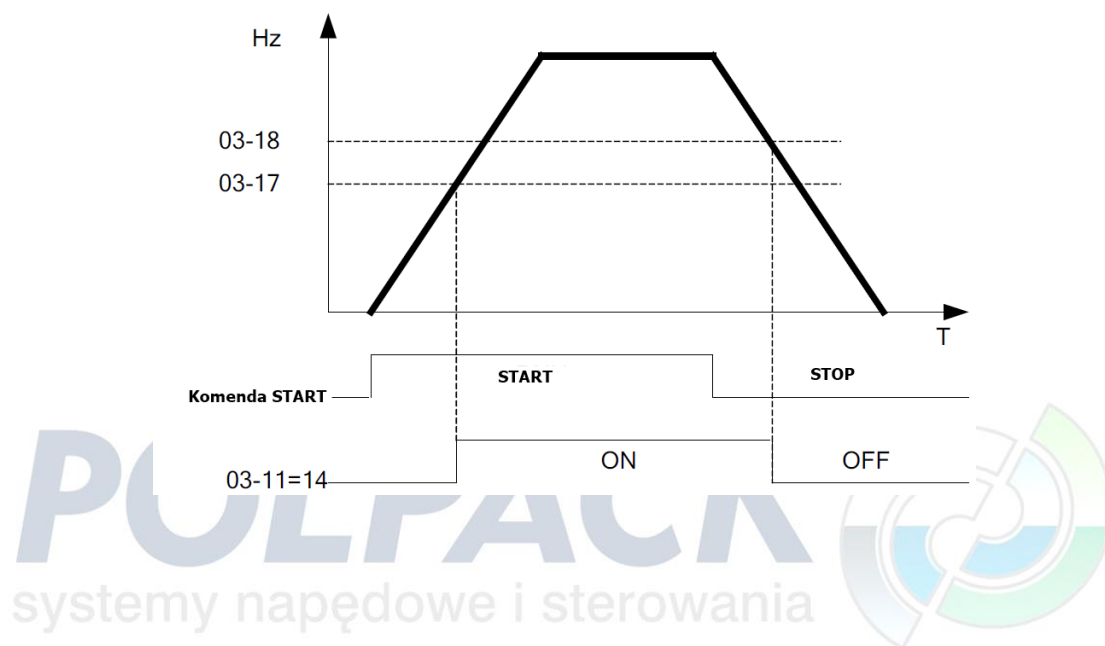 Hz
03-18
03-17
T
START
STOP
Komenda START
ON
OFF
03-11=14
POLPACK
systemy napędowe i sterowania